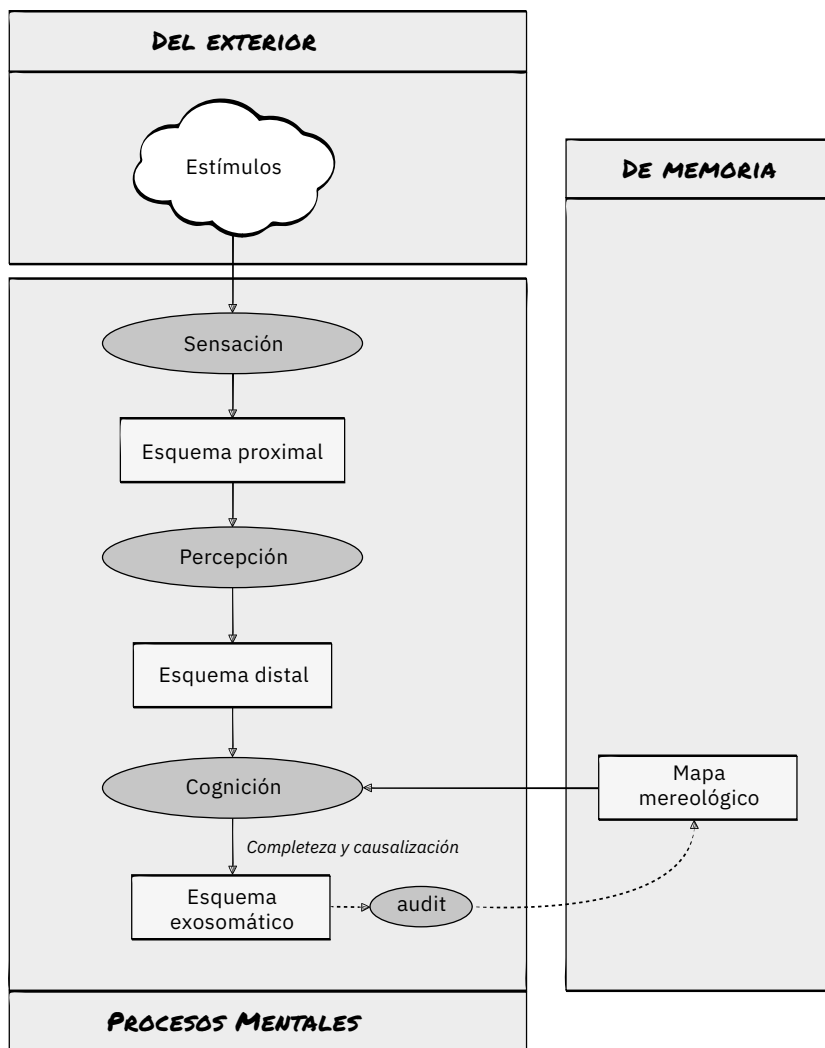 Del exterior
Estímulos
De memoria
Sensación
Esquema proximal
Percepción
Esquema distal
Cognición
Mapa
mereológico
Completeza y causalización
Esquema
exosomático
audit
Procesos Mentales